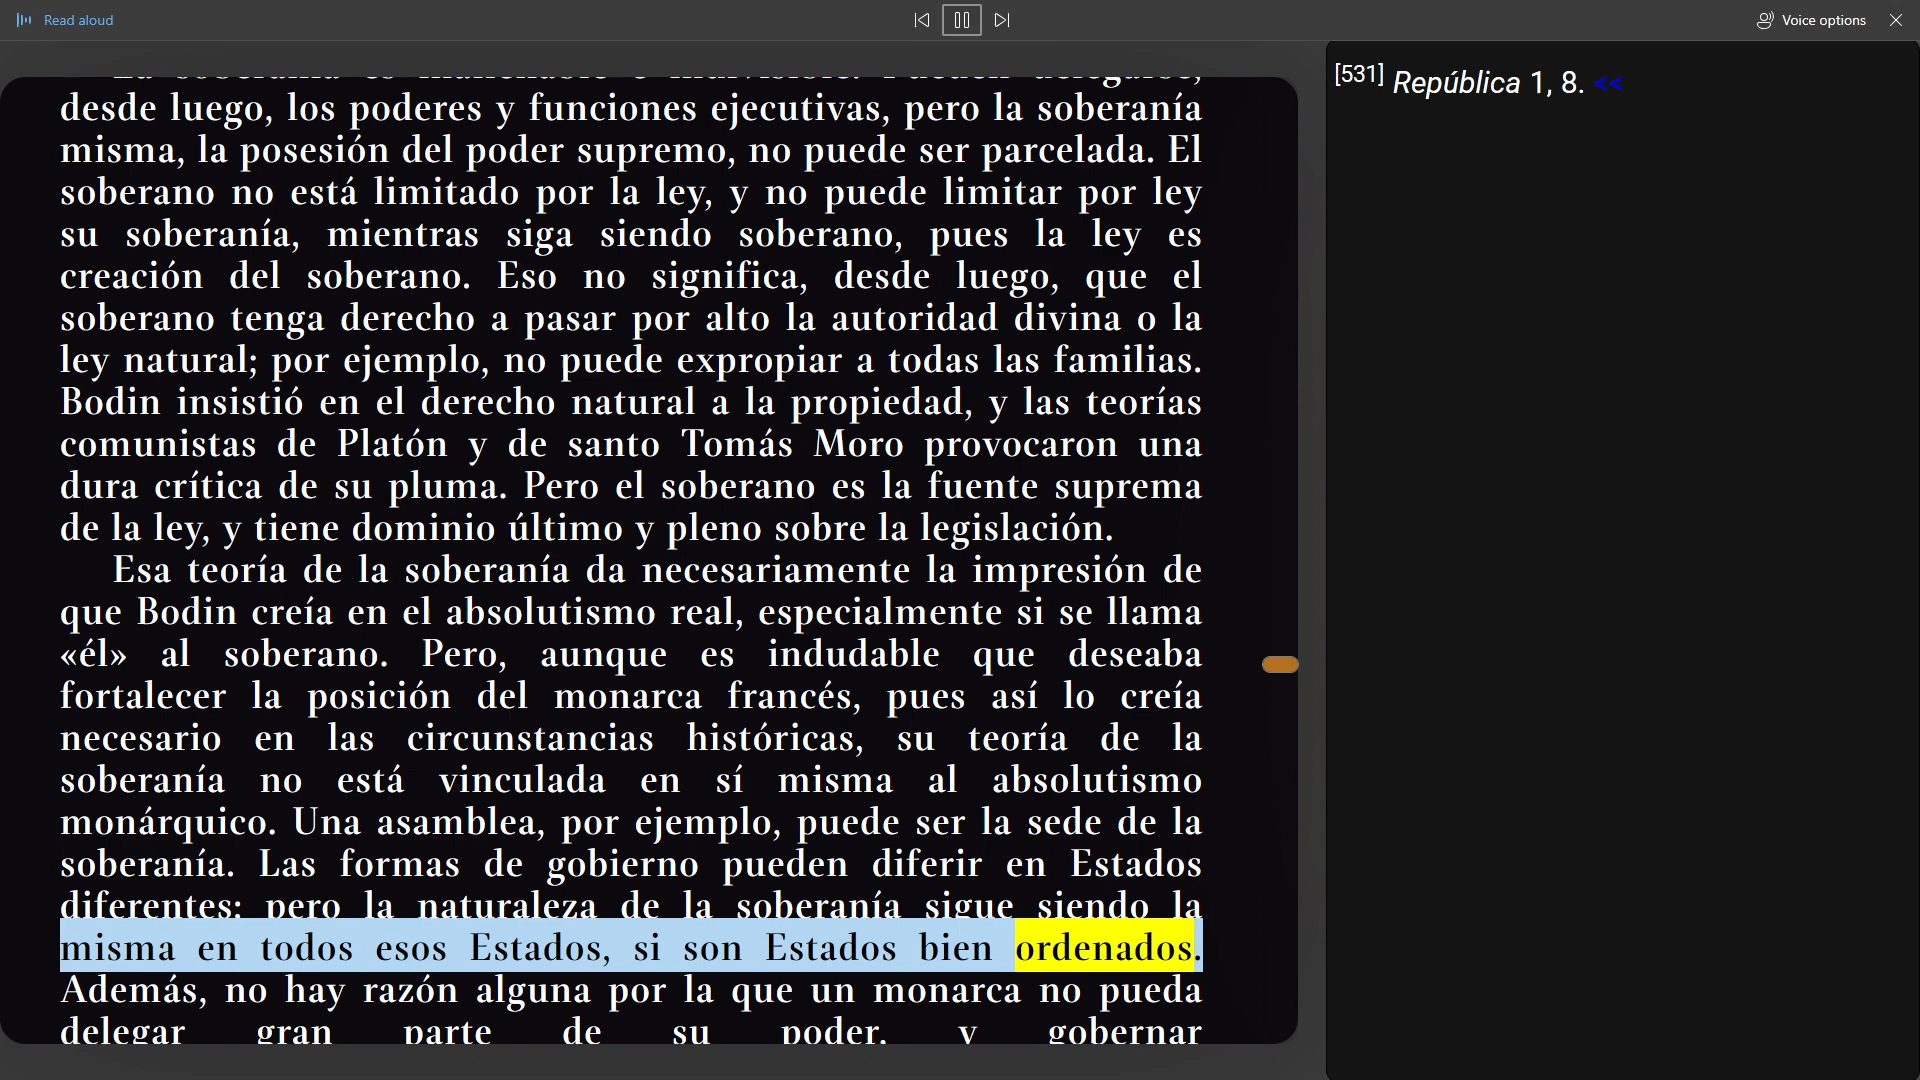 Read aloud
Voice options
La soberanía es inalienable e indivisible. Pueden delegarse,
desde luego, los poderes y funciones ejecutivas, pero la soberanía
misma, la posesión del poder supremo, no puede ser parcelada. El
soberano no está limitado por la ley, y no puede limitar por ley
su soberanía, mientras siga siendo soberano, pues la ley es
creación del soberano. Eso no significa, desde luego, que el
soberano tenga derecho a pasar por alto la autoridad divina o la
ley natural; por ejemplo, no puede expropiar a todas las familias.
Bodin insistió en el derecho natural a la propiedad, y las teorías
comunistas de Platón y de santo Tomás Moro provocaron una
dura crítica de su pluma. Pero el soberano es la fuente suprema
de la ley, y tiene dominio último y pleno sobre la legislación.
Esa teoría de la soberanía da necesariamente la impresión de
que Bodin creía en el absolutismo real, especialmente si se llama
«él» al soberano. Pero, aunque es indudable que deseaba
fortalecer la posición del monarca francés, pues así lo creía
necesario en las circunstancias históricas, su teoría de la
soberanía no está vinculada en sí misma al absolutismo
monárquico. Una asamblea, por ejemplo, puede ser la sede de la
soberanía. Las formas de gobierno pueden diferir en Estados
diferentes; pero la naturaleza de la soberanía sigue siendo la
misma en todos esos Estados, si son Estados bien ordenados.
Además, no hay razón alguna por la que un monarca no pueda
delegar gran parte de su poder, y gobernar
[531] República 1, 8. <<